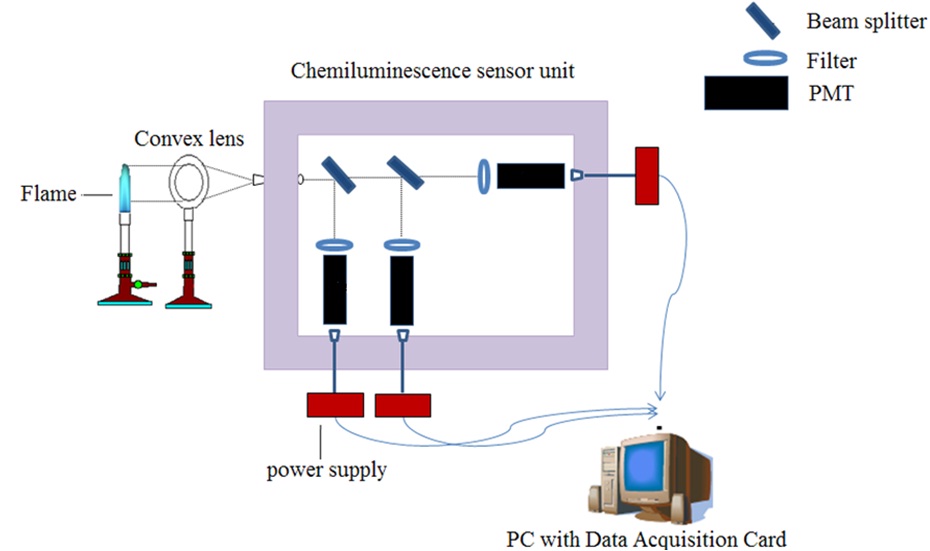 Beam splitter
Filter
PMT
Chemiluminescence sensor unit
Convex lens
Flame
power supply
PC with Data Acquisition Card